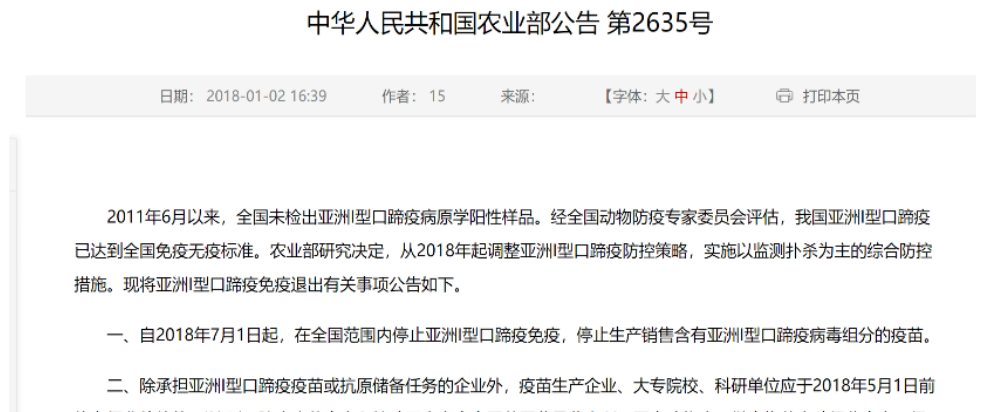 中华人民共和国农业部公告 第2635号
日期： 2018-01-02 16:39 作者： 15 来源： 【字体：大 中 小】 打印本页
2011年6月以来，全国未检出亚洲I型口蹄疫病原学阳性样品。经全国动物防疫专家委员会评估，我国亚洲I型口蹄疫
已达到全国免疫无疫标准。农业部研究决定，从2018年起调整亚洲I型口蹄疫防控策略，实施以监测扑杀为主的综合防控
措施。现将亚洲I型口蹄疫免疫退出有关事项公告如下。
一、自2018年7月1日起，在全国范围内停止亚洲I型口蹄疫免疫，停止生产销售含有亚洲I型口蹄疫病毒组分的疫苗。
二、除承担亚洲I型口蹄疫疫苗或抗原储备任务的企业外，疫苗生产企业、大专院校、科研单位应于2018年5月1日前